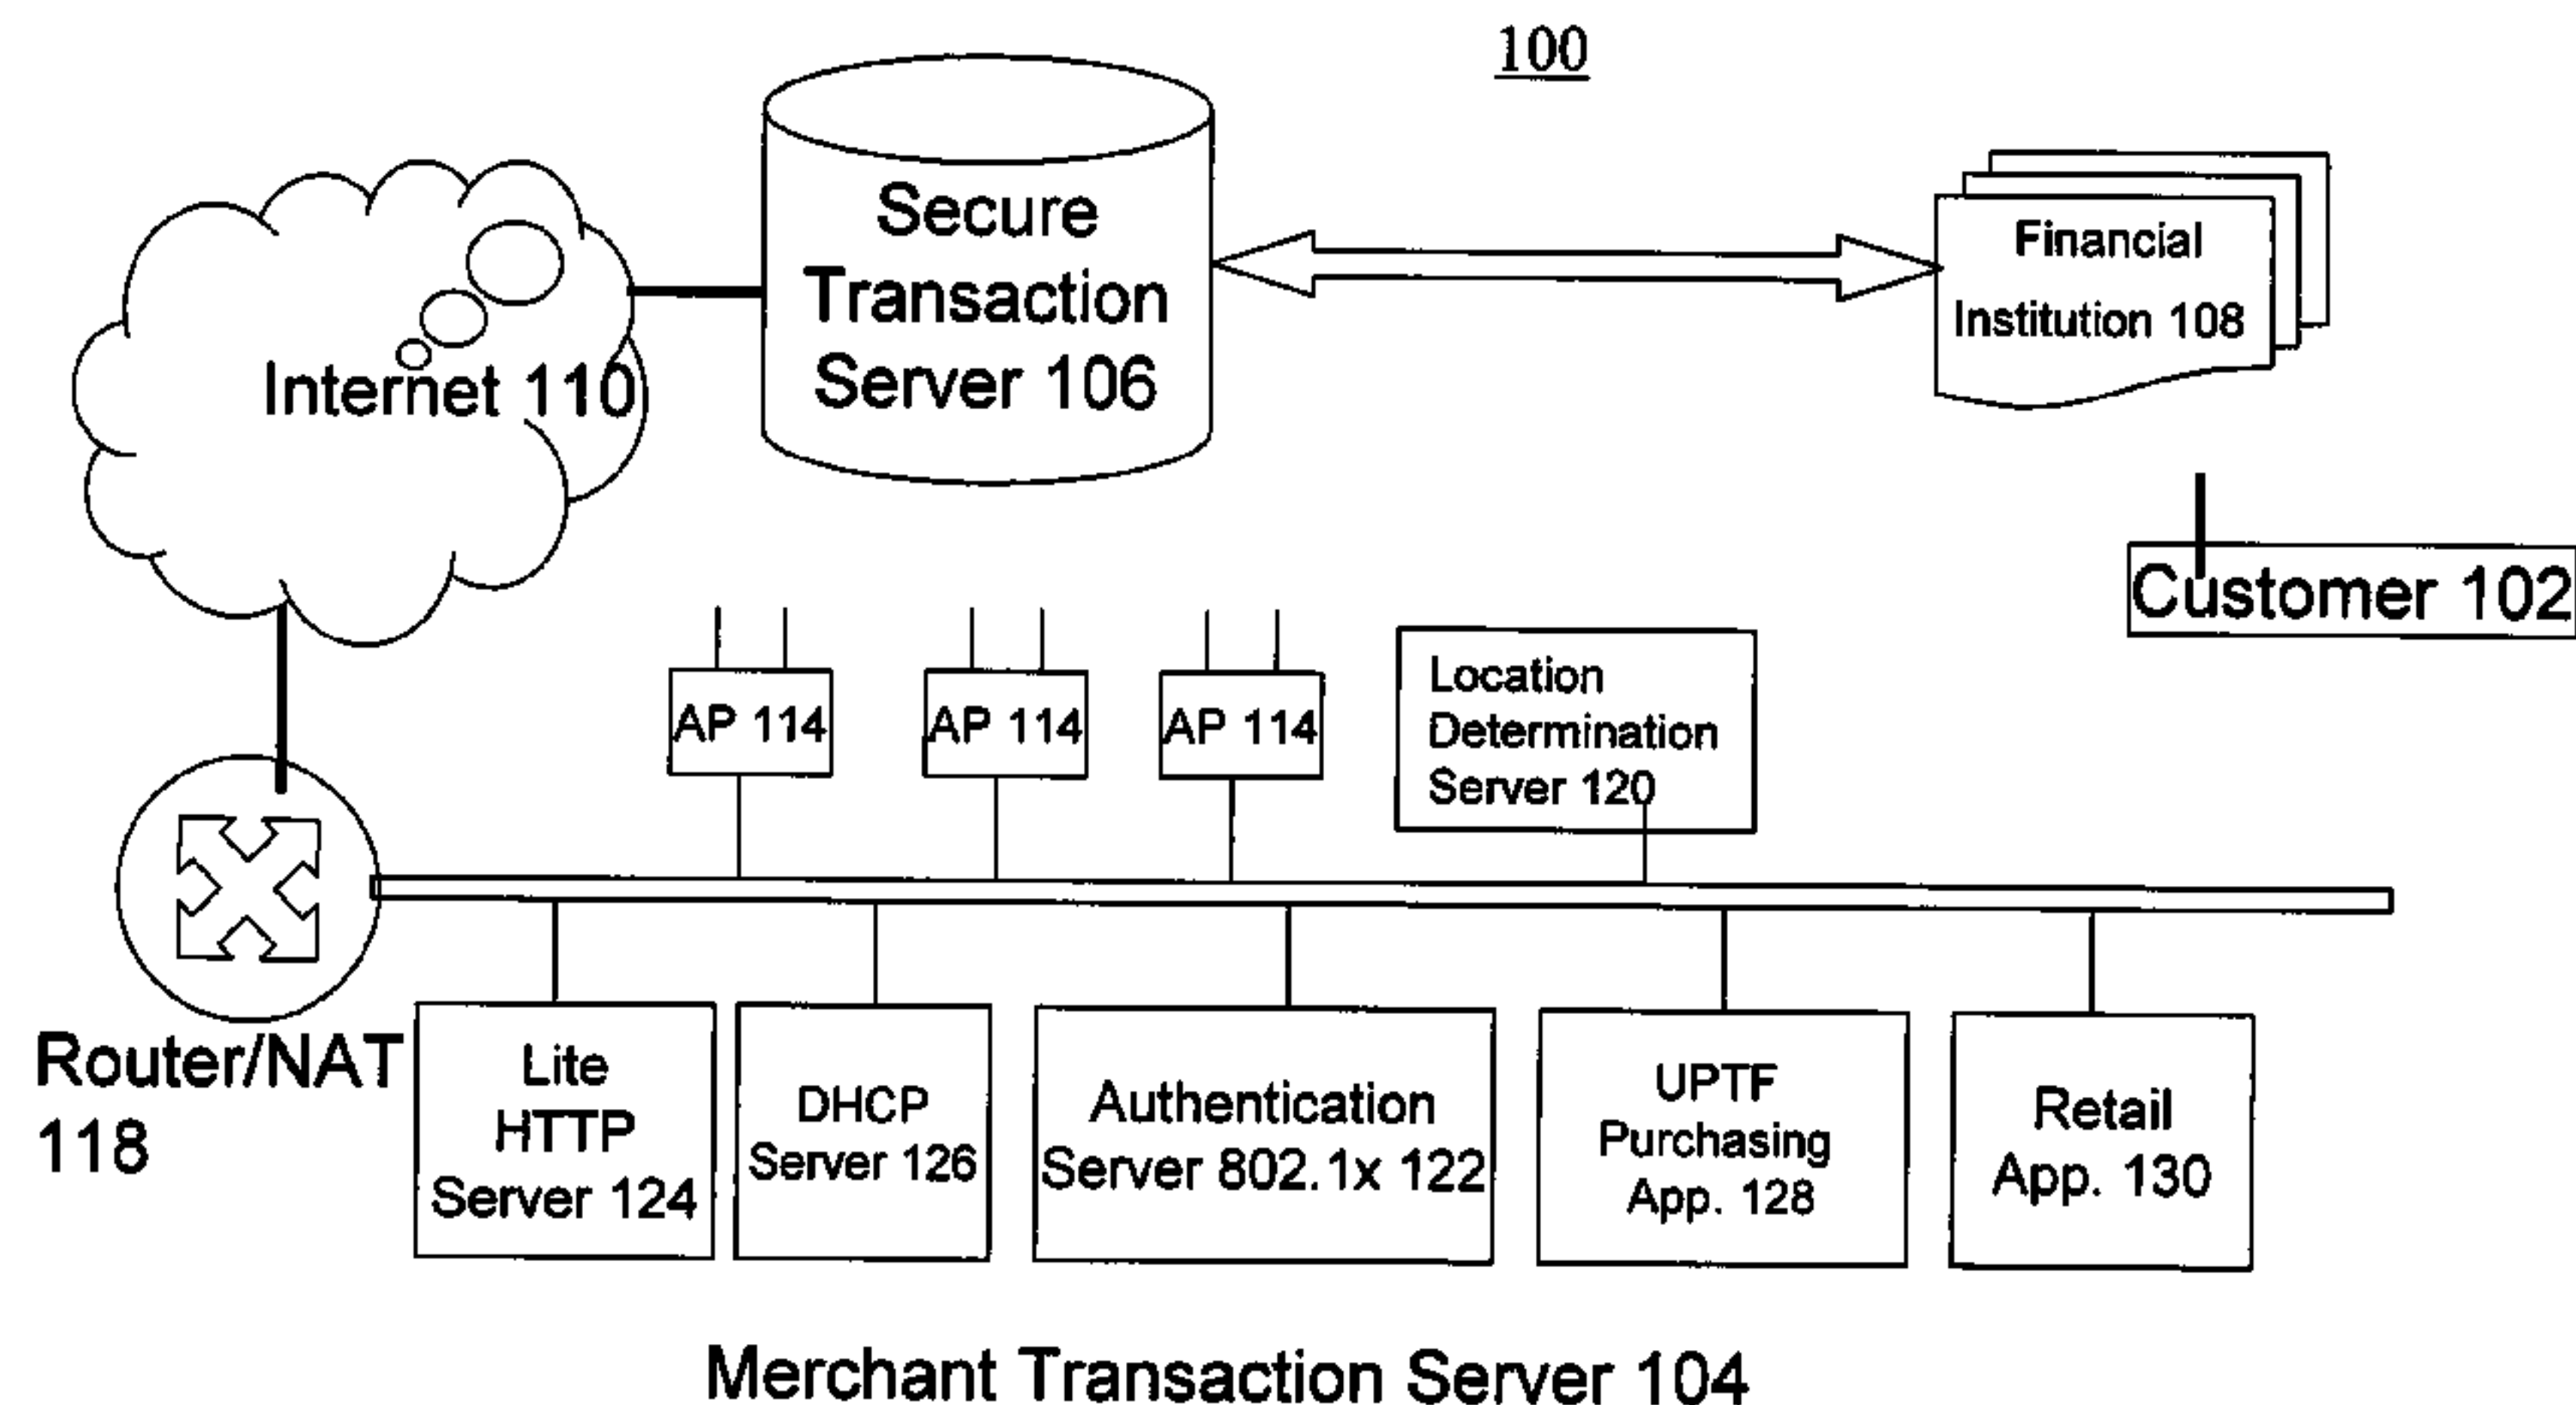 100
Secure
Transaction
Server 106
Financial
Institution 108
Internet 110
Customer 102
AP 114
AP 114
AP 114
Location
Determination
Server 120
Router/NAT
118
Lite
HTTP
Server 124
DHCP
Server 126
Authentication
Server 802.1x 122
UPTF
Purchasing
App. 128
Retail
App. 130
Merchant Transaction Server 104